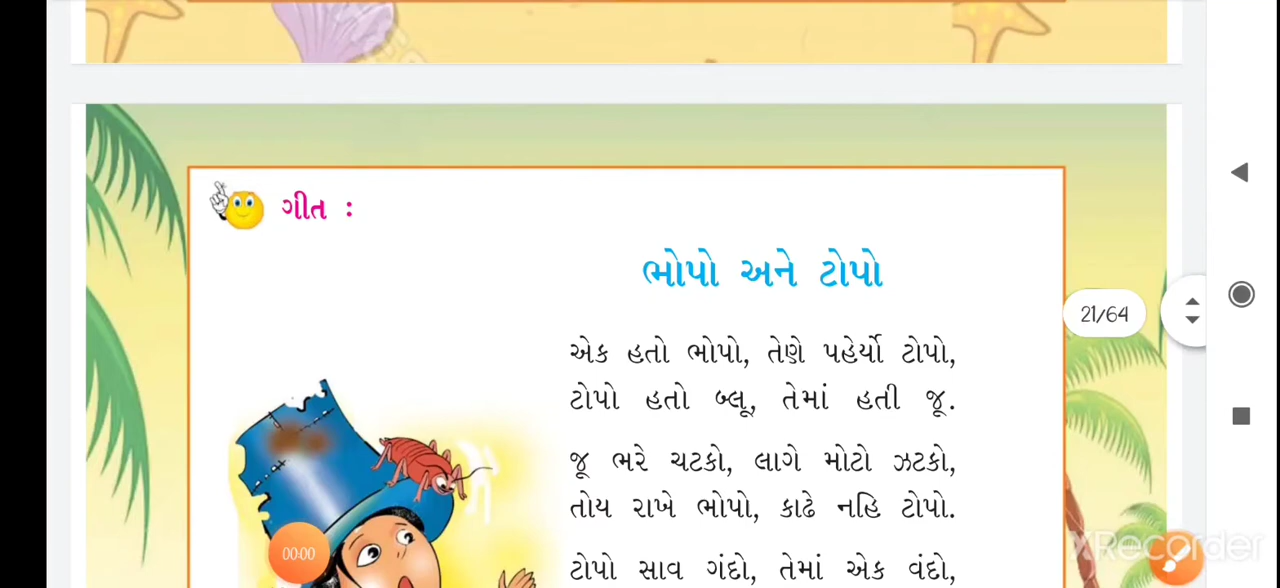 ગીત :
ભોપો અને ટોપો
21/64
એક હતો ભોપો, તેણે પહેર્યો ટોપો,
ટોપો હતો બ્લૂ, તેમાં હતી જૂ.
જૂ ભરે ચટકો, લાગે મોટો ઝટકો,
તોય રાખે ભોપો, કાઢે નહિ ટોપો.
00:00
XRecorder
ટોપો સાવ ગંદો, તેમાં એક વંદો,